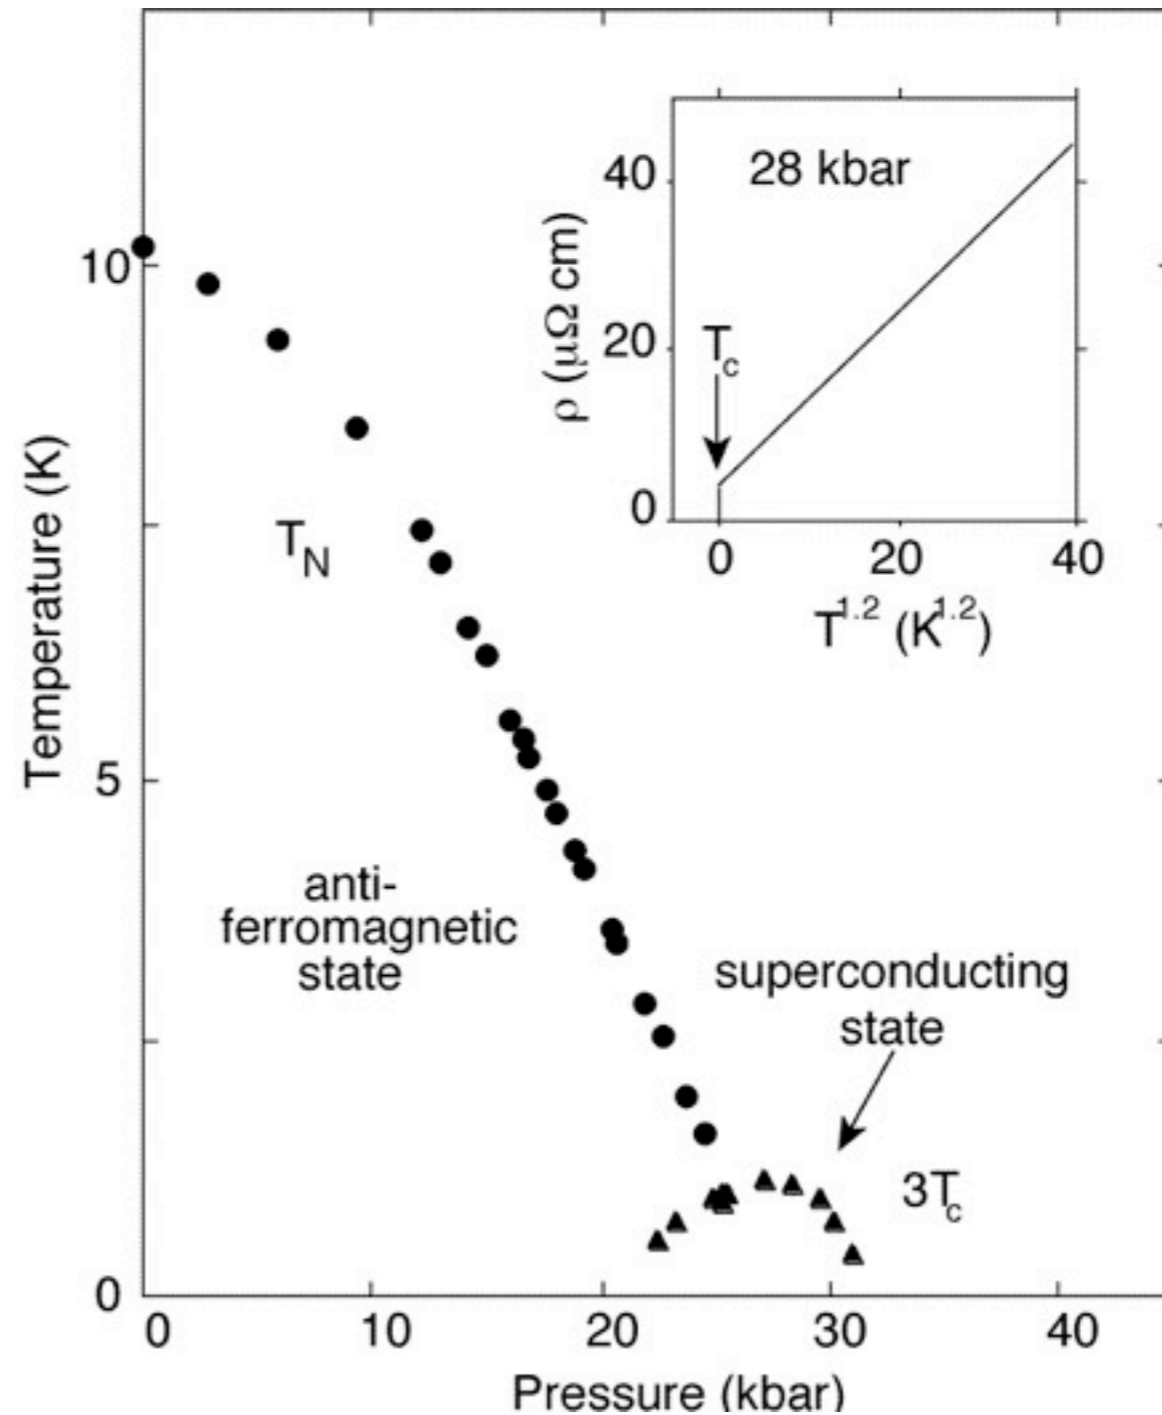 28 kbar
40
20
0
ρ (μΩ cm)
T_c
0 20 40
T^1.2 (K^1.2)
10
5
0
Temperature (K)
T_N
anti-
ferromagnetic
state
superconducting
state
3T_c
0 10 20 30 40
Pressure (kbar)